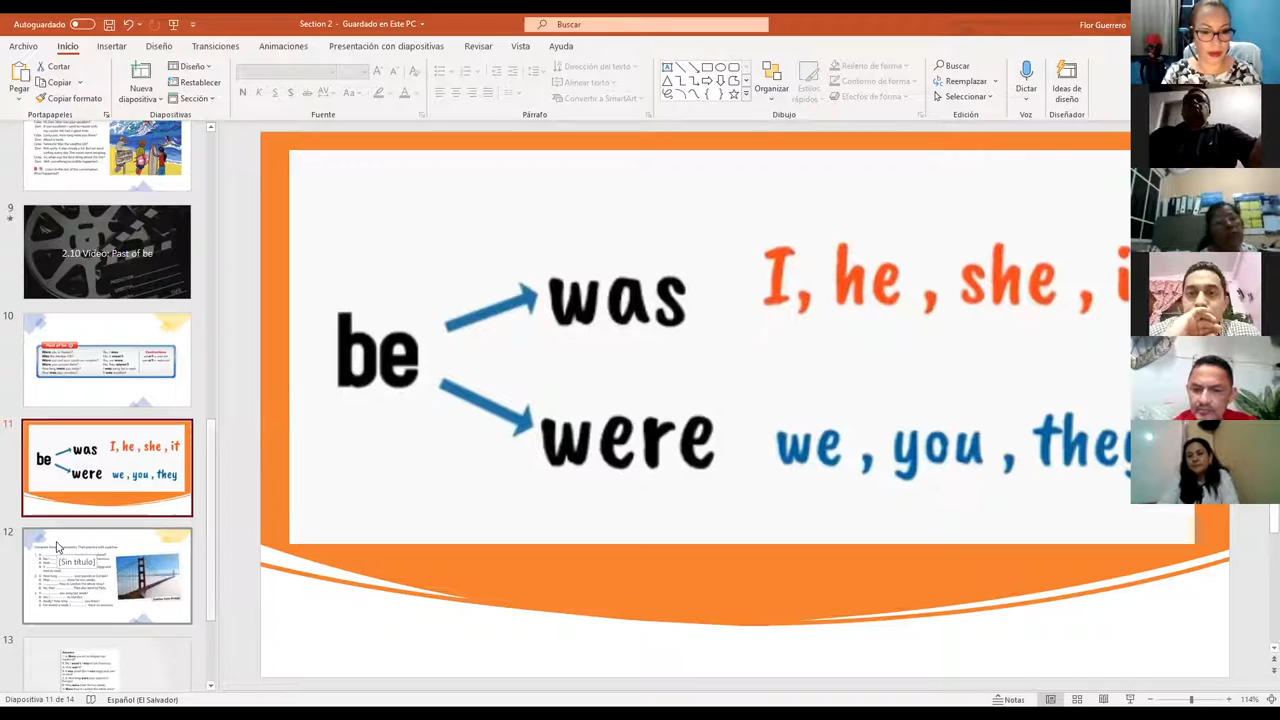 Autoguardado
Section 2 - Guardado en Este PC
Buscar
Flor Guerrero
Archivo Inicio Insertar Diseño Transiciones Animaciones Presentación con diapositivas Revisar Vista Ayuda
Pegar
Cortar
Copiar
Copiar formato
Portapapeles
Nueva diapositiva
Diseño
Restablecer
Sección
Diapositivas
Fuente
Dirección del texto
Alinear texto
Convertir a SmartArt
Párrafo
Organizar
Estilos rápidos
Relleno de forma
Contorno de forma
Efectos de forma
Dibujo
Buscar
Reemplazar
Seleccionar
Edición
Dictar
Voz
Ideas de diseño
Diseñador
9
2.10 Video: Past of be
10
Past of be
11
be
was I, he, she, it
were we, you, they
12
[Sin título]
13
Answers
be
was I, he , she ,
were we , you , they
Diapositiva 11 de 14
Español (El Salvador)
Notas
114%